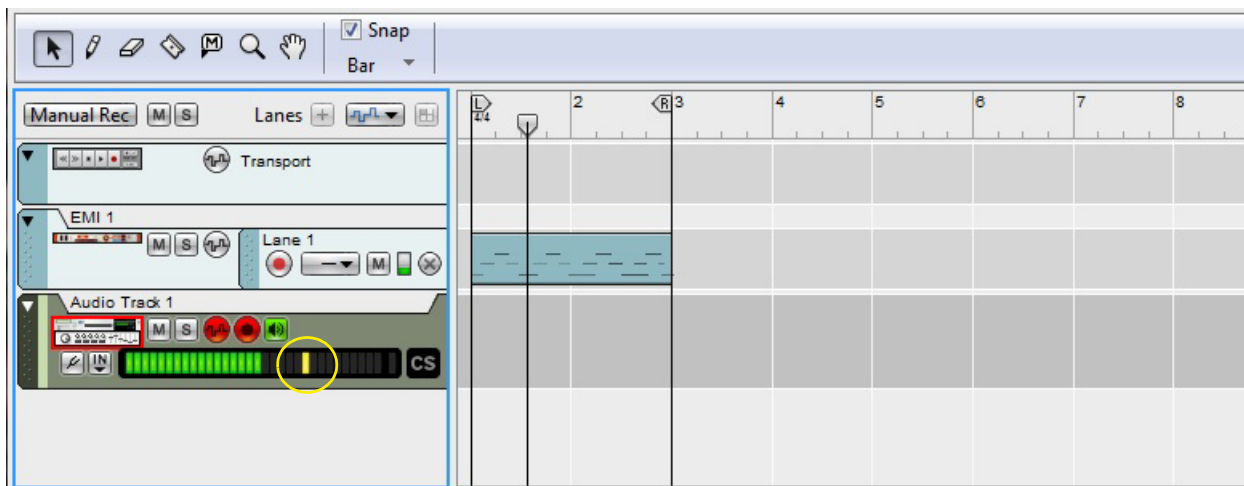 M
Snap
Bar
Manual Rec M S Lanes +
L 2 R 3 4 5 6 7 8
4/4
Transport
EMI 1
M S Lane 1
M
Audio Track 1
M S
IN CS